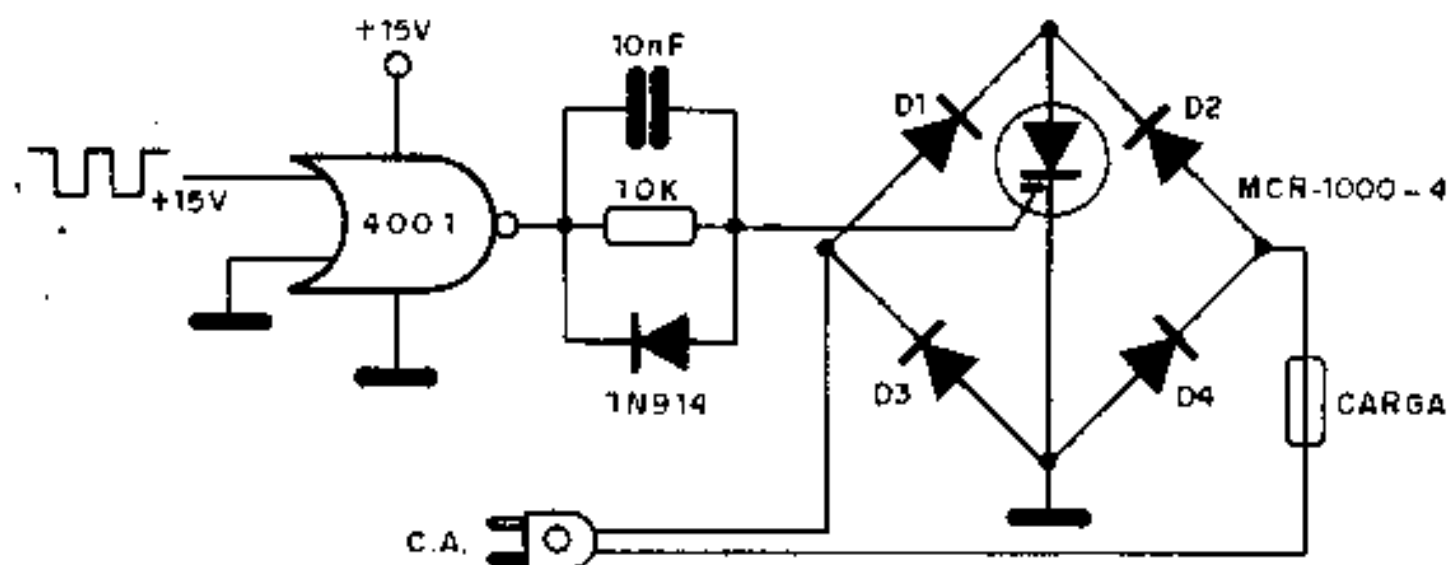 +15V
10nF
D1
D2
+15V
4001
10K
MCR-1000-4
1N914
D3
D4
CARGA
C.A.